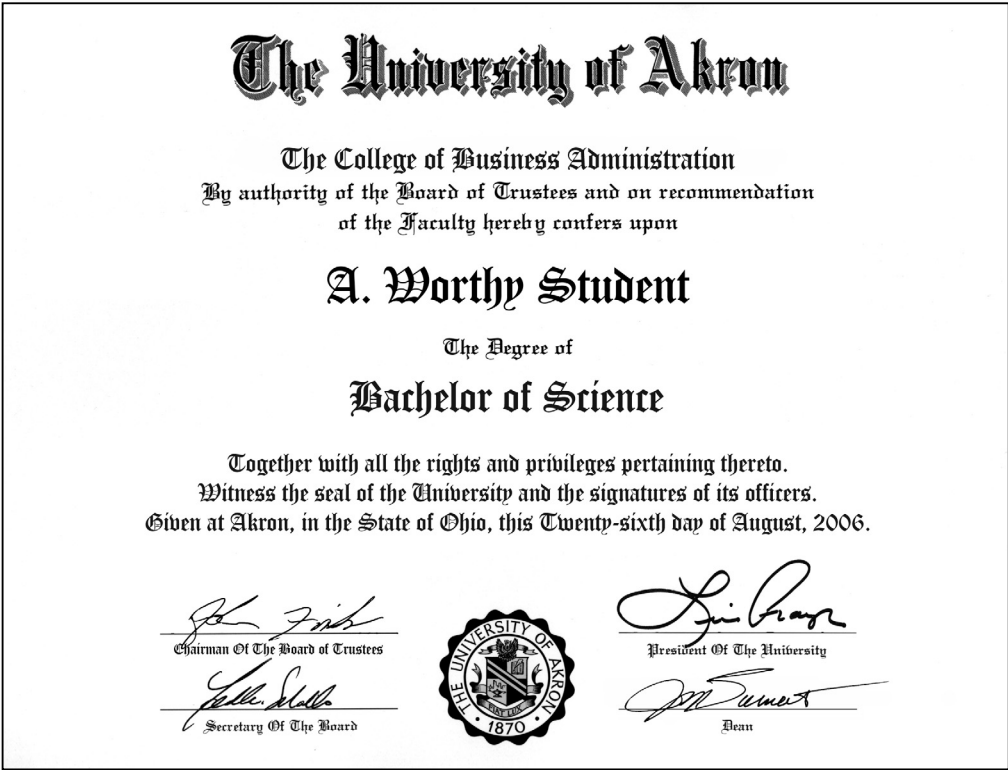 The University of Akron
The College of Business Administration
By authority of the Board of Trustees and on recommendation
of the Faculty hereby confers upon
A. Worthy Student
The Degree of
Bachelor of Science
Together with all the rights and privileges pertaining thereto.
Witness the seal of the University and the signatures of its officers.
Given at Akron, in the State of Ohio, this Twenty-sixth day of August, 2006.
Chairman Of The Board of Trustees
President Of The University
Secretary Of The Board
Dean
THE UNIVERSITY OF AKRON
FIAT LUX
1870